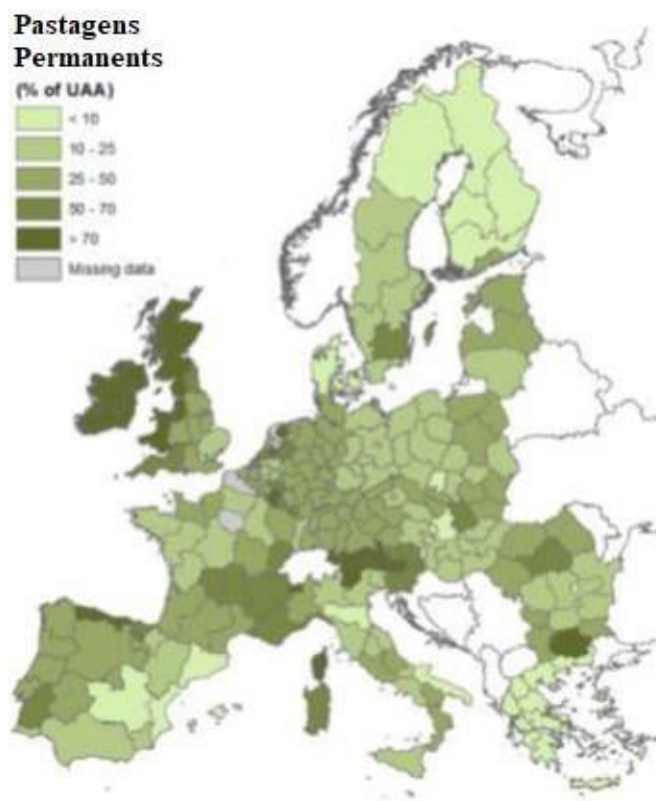 Pastagens
Permanents
(% of UAA)
< 10
10 - 25
25 - 50
50 - 70
> 70
Missing data